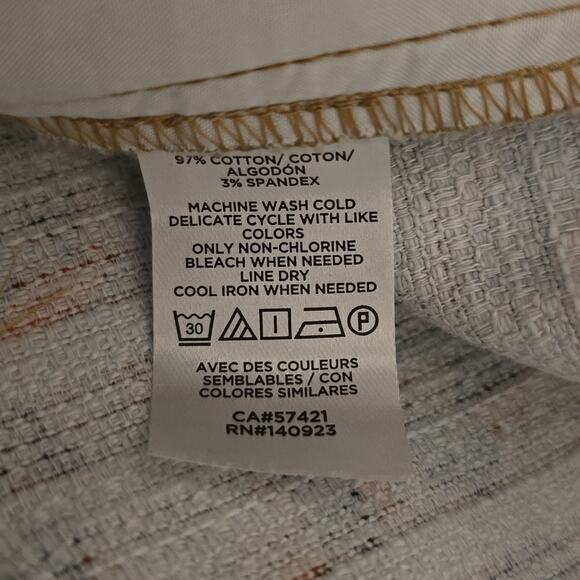 97% COTTON/ COTON/
ALGODÓN
3% SPANDEX
MACHINE WASH COLD
DELICATE CYCLE WITH LIKE
COLORS
ONLY NON-CHLORINE
BLEACH WHEN NEEDED
LINE DRY
COOL IRON WHEN NEEDED
30 P
AVEC DES COULEURS
SEMBLABLES / CON
COLORES SIMILARES
CA#57421
RN#140923